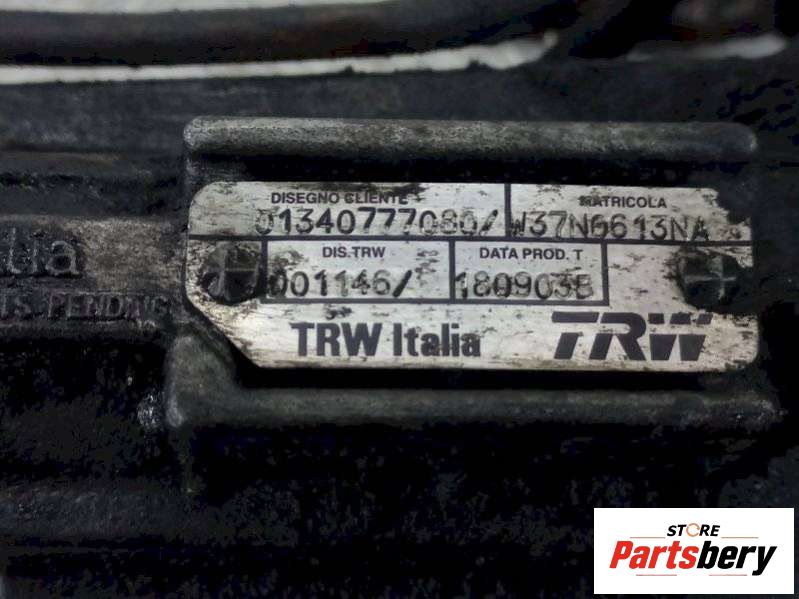 DISEGNO CLIENTE MATRICOLA
01340777080/ W37N6613NA
DIS.TRW DATA PROD. T
001146/ 180903B
TRW Italia TRW
STORE
Partsbery